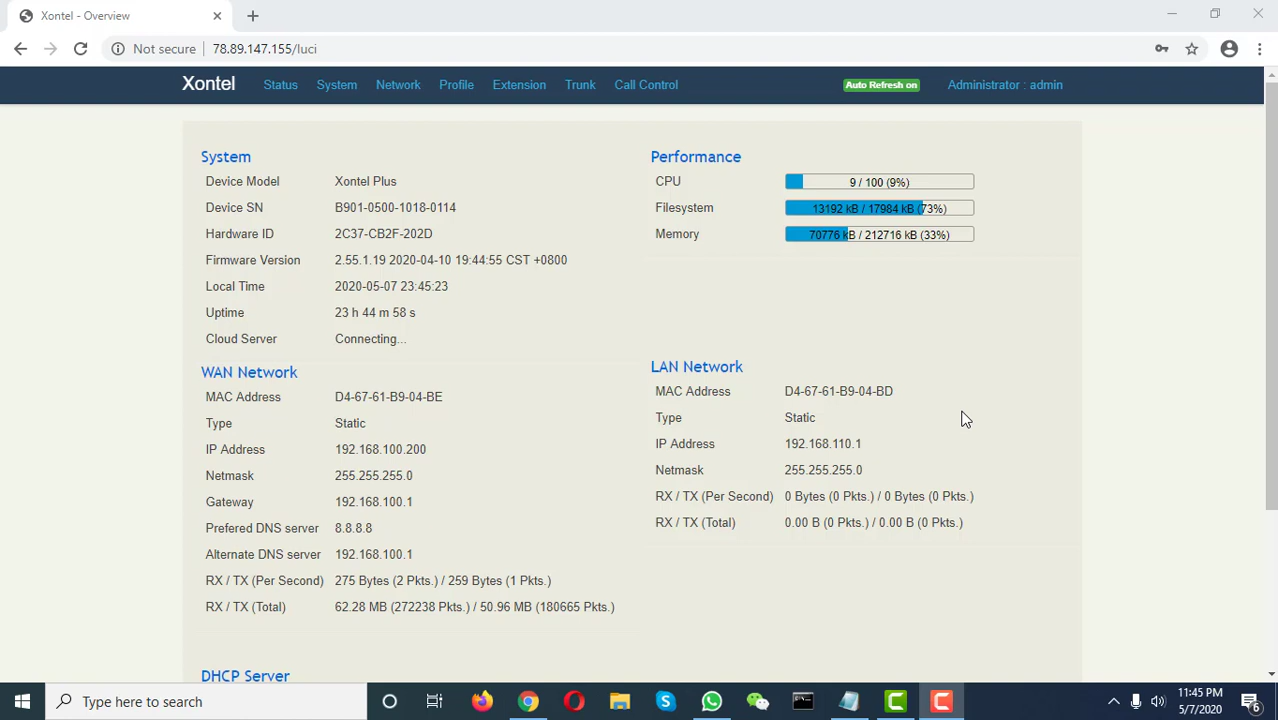 Xontel - Overview
Not secure
78.89.147.155/luci
Xontel Status System Network Profile Extension Trunk Call Control Auto Refresh on Administrator : admin
System
Device Model Xontel Plus
Device SN B901-0500-1018-0114
Hardware ID 2C37-CB2F-202D
Firmware Version 2.55.1.19 2020-04-10 19:44:55 CST +0800
Local Time 2020-05-07 23:45:23
Uptime 23 h 44 m 58 s
Cloud Server Connecting...
Performance
CPU 9 / 100 (9%)
Filesystem 13192 kB / 17984 kB (73%)
Memory 70776 kB / 212716 kB (33%)
WAN Network
MAC Address D4-67-61-B9-04-BE
Type Static
IP Address 192.168.100.200
Netmask 255.255.255.0
Gateway 192.168.100.1
Prefered DNS server 8.8.8.8
Alternate DNS server 192.168.100.1
RX / TX (Per Second) 275 Bytes (2 Pkts.) / 259 Bytes (1 Pkts.)
RX / TX (Total) 62.28 MB (272238 Pkts.) / 50.96 MB (180665 Pkts.)
LAN Network
MAC Address D4-67-61-B9-04-BD
Type Static
IP Address 192.168.110.1
Netmask 255.255.255.0
RX / TX (Per Second) 0 Bytes (0 Pkts.) / 0 Bytes (0 Pkts.)
RX / TX (Total) 0.00 B (0 Pkts.) / 0.00 B (0 Pkts.)
DHCP Server
Type here to search
11:45 PM
5/7/2020
6